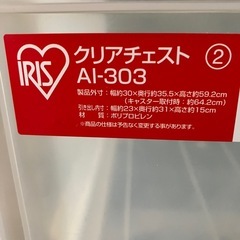 IRIS
クリアチェスト
②
AI-303
製品外寸：幅約30×奥行約35.5×高さ約59.2cm
（キャスター取付時：約64.2cm）
引き出し内寸：幅約23×奥行約31×高さ約15cm
材　　質：ポリプロピレン
商品の仕様は予告なく変更する事があります。